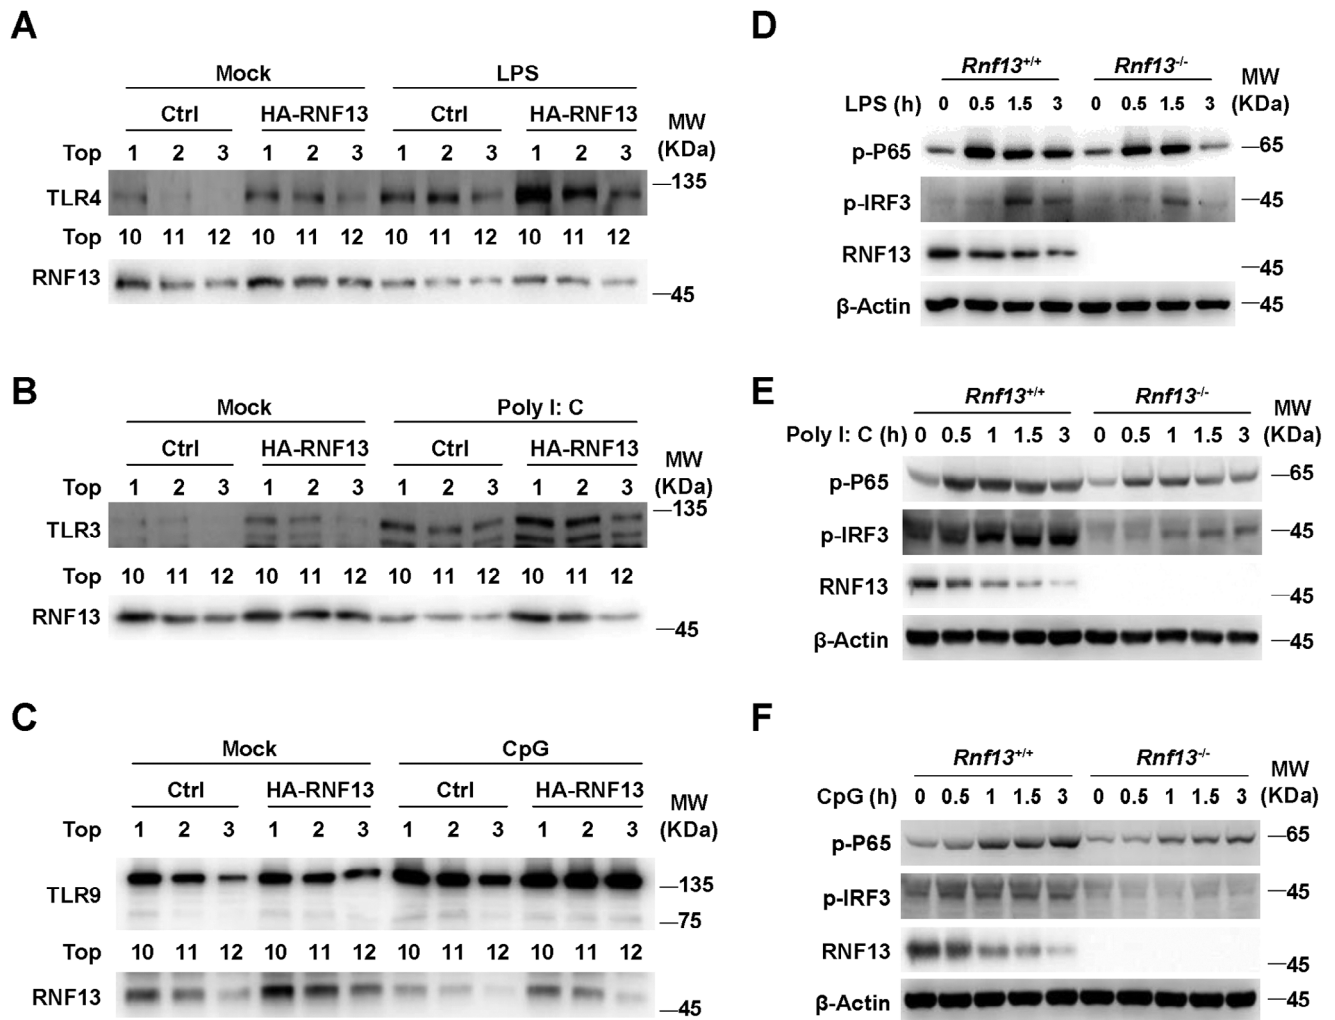 A
Mock LPS
Ctrl HA-RNF13 Ctrl HA-RNF13 MW
(KDa)
Top 1 2 3 1 2 3 1 2 3 1 2 3
TLR4 —135
Top 10 11 12 10 11 12 10 11 12 10 11 12
RNF13 —45
B
Mock Poly I: C
Ctrl HA-RNF13 Ctrl HA-RNF13 MW
(KDa)
Top 1 2 3 1 2 3 1 2 3 1 2 3
TLR3 —135
Top 10 11 12 10 11 12 10 11 12 10 11 12
RNF13 —45
C
Mock CpG
Ctrl HA-RNF13 Ctrl HA-RNF13 MW
(KDa)
Top 1 2 3 1 2 3 1 2 3 1 2 3
TLR9 —135
—75
Top 10 11 12 10 11 12 10 11 12 10 11 12
RNF13 —45
D
Rnf13+/+ Rnf13-/- MW
(KDa)
LPS (h) 0 0.5 1.5 3 0 0.5 1.5 3
p-P65 —65
p-IRF3 —45
RNF13 —45
β-Actin —45
E
Rnf13+/+ Rnf13-/- MW
(KDa)
Poly I: C (h) 0 0.5 1 1.5 3 0 0.5 1 1.5 3
p-P65 —65
p-IRF3 —45
RNF13 —45
β-Actin —45
F
Rnf13+/+ Rnf13-/- MW
(KDa)
CpG (h) 0 0.5 1 1.5 3 0 0.5 1 1.5 3
p-P65 —65
p-IRF3 —45
RNF13 —45
β-Actin —45